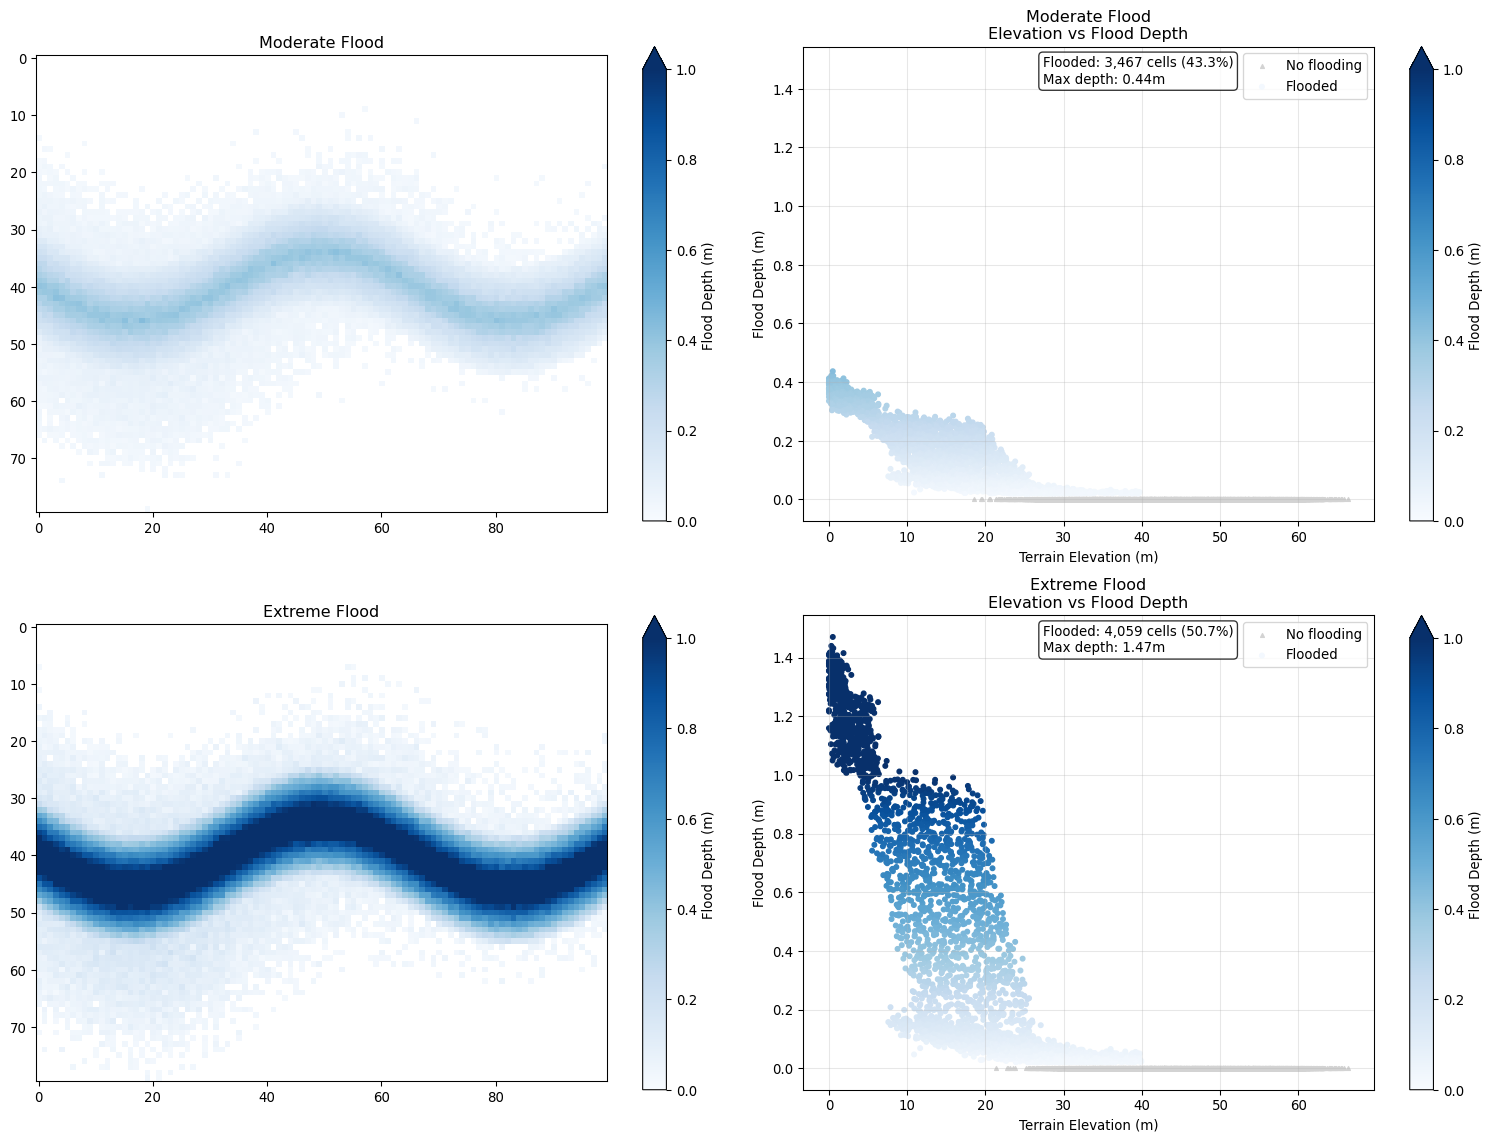 Moderate Flood
0
10
20
30
40
50
60
70
0 20 40 60 80
1.0
0.8
0.6
0.4
0.2
0.0
Flood Depth (m)
Moderate Flood
Elevation vs Flood Depth
Flooded: 3,467 cells (43.3%)
Max depth: 0.44m
No flooding
Flooded
1.4
1.2
1.0
0.8
0.6
0.4
0.2
0.0
Flood Depth (m)
0 10 20 30 40 50 60
Terrain Elevation (m)
1.0
0.8
0.6
0.4
0.2
0.0
Flood Depth (m)
Extreme Flood
0
10
20
30
40
50
60
70
0 20 40 60 80
1.0
0.8
0.6
0.4
0.2
0.0
Flood Depth (m)
Extreme Flood
Elevation vs Flood Depth
Flooded: 4,059 cells (50.7%)
Max depth: 1.47m
No flooding
Flooded
1.4
1.2
1.0
0.8
0.6
0.4
0.2
0.0
Flood Depth (m)
0 10 20 30 40 50 60
Terrain Elevation (m)
1.0
0.8
0.6
0.4
0.2
0.0
Flood Depth (m)